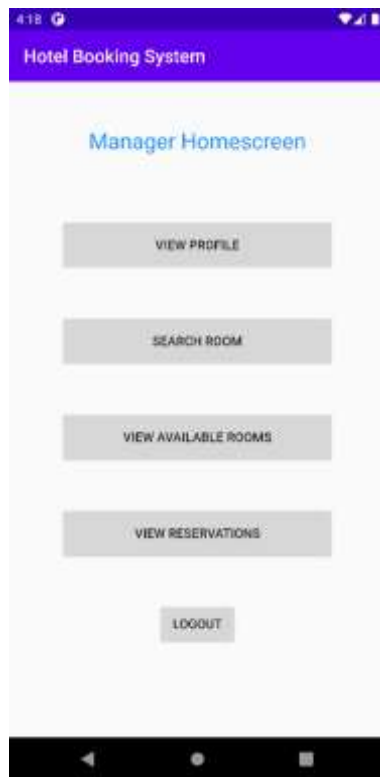 4:18
Hotel Booking System
Manager Homescreen
VIEW PROFILE
SEARCH ROOM
VIEW AVAILABLE ROOMS
VIEW RESERVATIONS
LOGOUT